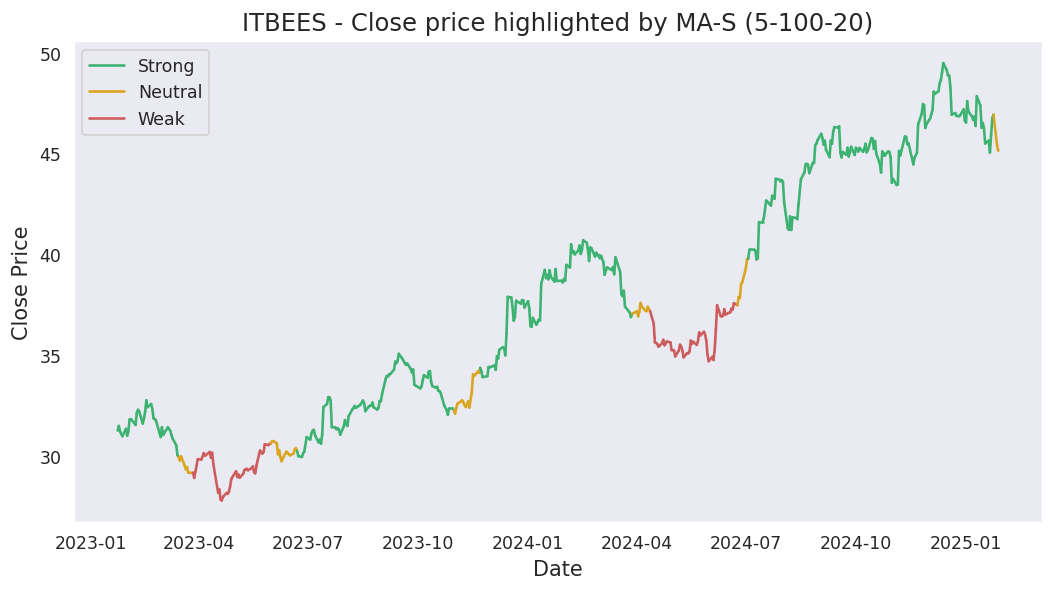 ITBEES - Close price highlighted by MA-S (5-100-20)
Strong
Neutral
Weak
50
45
40
35
30
Close Price
2023-01 2023-04 2023-07 2023-10 2024-01 2024-04 2024-07 2024-10 2025-01
Date